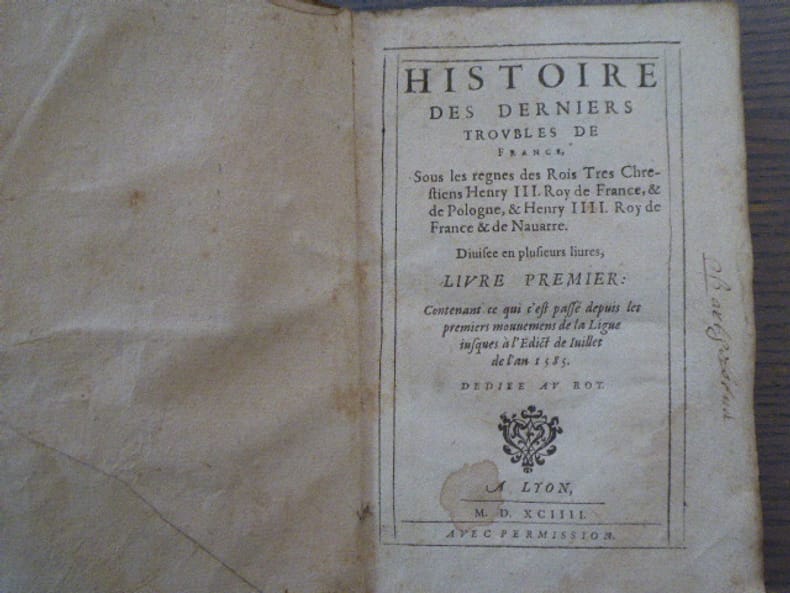 HISTOIRE
DES DERNIERS
TROVBLES DE
FRANCE,
Sous les regnes des Rois Tres Chre-
stiens Henry III. Roy de France, &
de Pologne, & Henry IIII. Roy de
France & de Nauarre.
Diuisee en plusieurs liures,
LIVRE PREMIER:
Contenant ce qui c'est passé depuis les
premiers mouuemens de la Ligue
iusques à l'Edict de Iuillet
de l'an 1585.
DEDIEE AV ROY.
A LYON,
M. D. XCIIII.
AVEC PERMISSION.